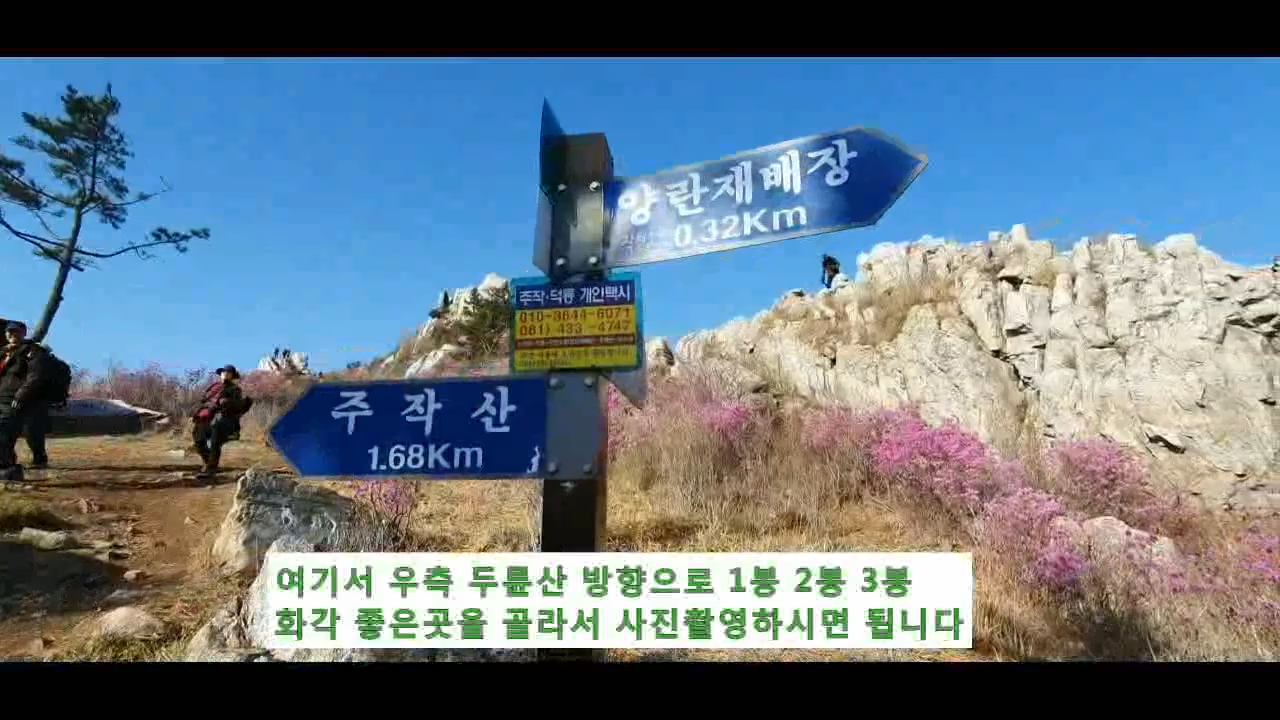 양란재배장
0.32Km
주작·덕룡 개인택시
010-3644-6071
061) 433-4747
주작산
1.68Km
여기서 우측 두륜산 방향으로 1봉 2봉 3봉
화각 좋은곳을 골라서 사진촬영하시면 됩니다